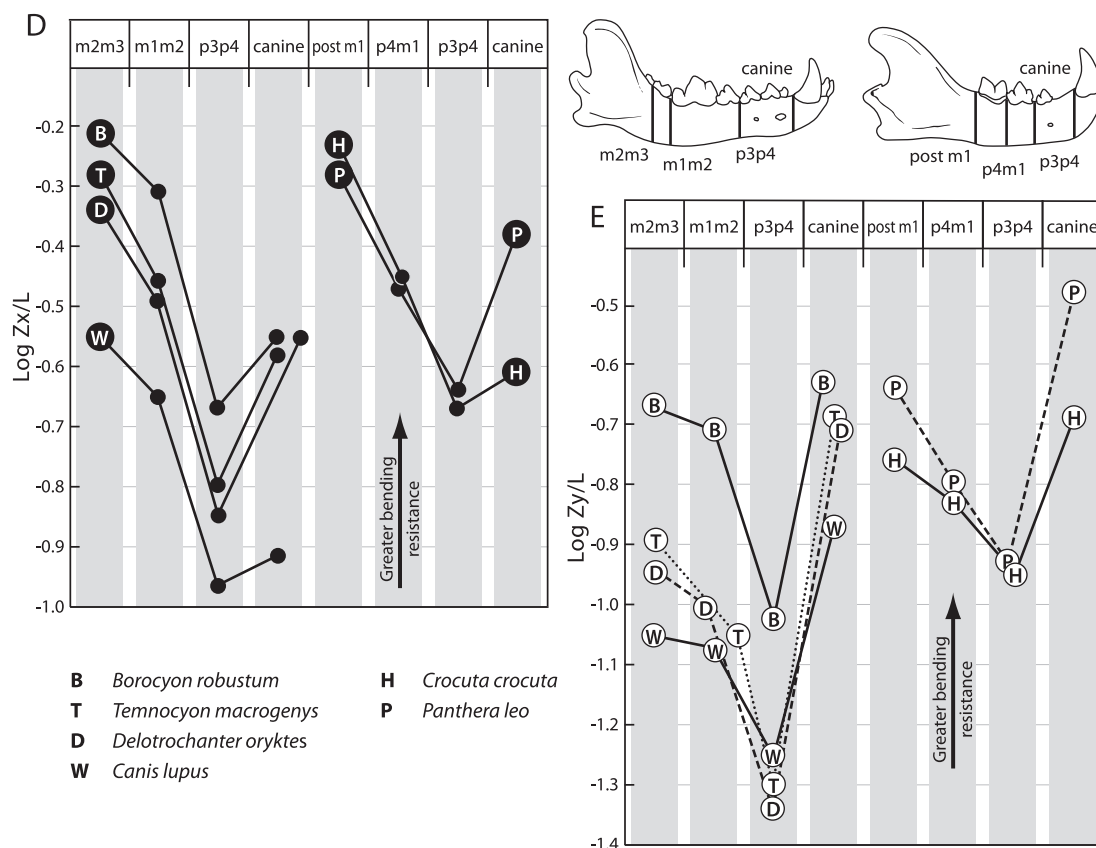 D
m2m3 m1m2 p3p4 canine post m1 p4m1 p3p4 canine
-0.2
-0.3
-0.4
-0.5
-0.6
-0.7
-0.8
-0.9
-1.0
Log Zx/L
B
T
D
W
H
P
P
H
Greater bending
resistance
canine
m2m3
m1m2
p3p4
canine
post m1
p4m1
p3p4
E
m2m3 m1m2 p3p4 canine post m1 p4m1 p3p4 canine
-0.5
-0.6
-0.7
-0.8
-0.9
-1.0
-1.1
-1.2
-1.3
-1.4
Log Zy/L
B B B B
T T T T
D D D D
W W W W
P P P P
H H H H
Greater bending
resistance
B Borocyon robustum
T Temnocyon macrogenys
D Delotrochanter oryktes
W Canis lupus
H Crocuta crocuta
P Panthera leo